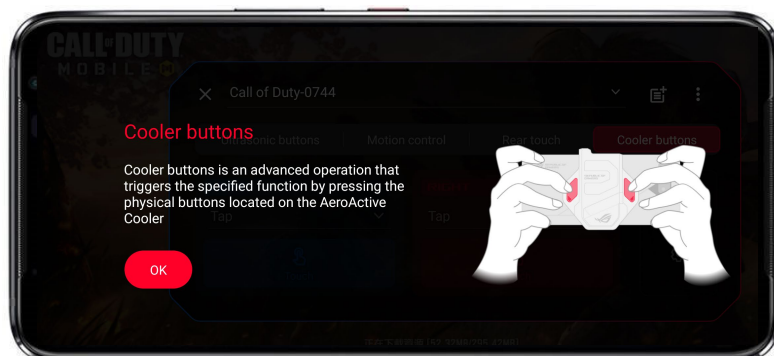 CALL OF DUTY
MOBILE
Call of Duty-0744
Cooler buttons
Ultrasonic buttons
Motion control
Rear touch
Cooler buttons
Cooler buttons is an advanced operation that
triggers the specified function by pressing the
physical buttons located on the AeroActive
Cooler
Tap
Tap
OK